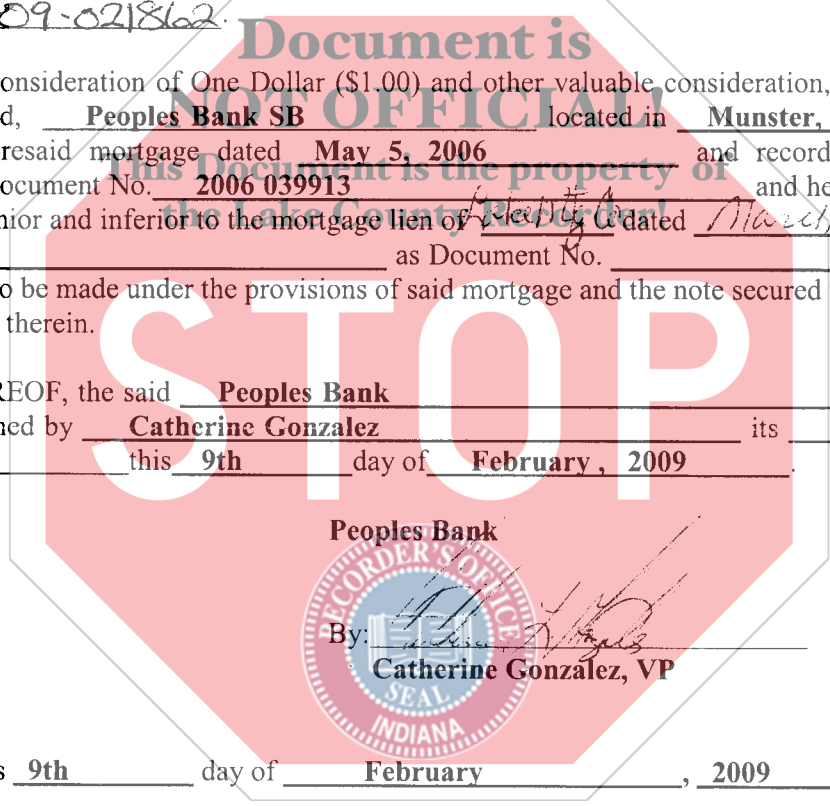 09-021862.
Document is
onsideration of One Dollar ($1.00) and other valuable consideration,
NOT OFFICIAL!
d, Peoples Bank SB located in Munster,
resaid mortgage dated May 5, 2006 and record
This Document is the property of
ocument No. 2006 039913 and he
nior and inferior to the mortgage lien of dated March
the Lake County Recorder!
as Document No.
o be made under the provisions of said mortgage and the note secured
therein.
STOP
REOF, the said Peoples Bank
ned by Catherine Gonzalez its
this 9th day of February , 2009 .
Peoples Bank
RECORDER'S OFFICE
By:
Catherine Gonzalez, VP
SEAL
INDIANA
s 9th day of February , 2009